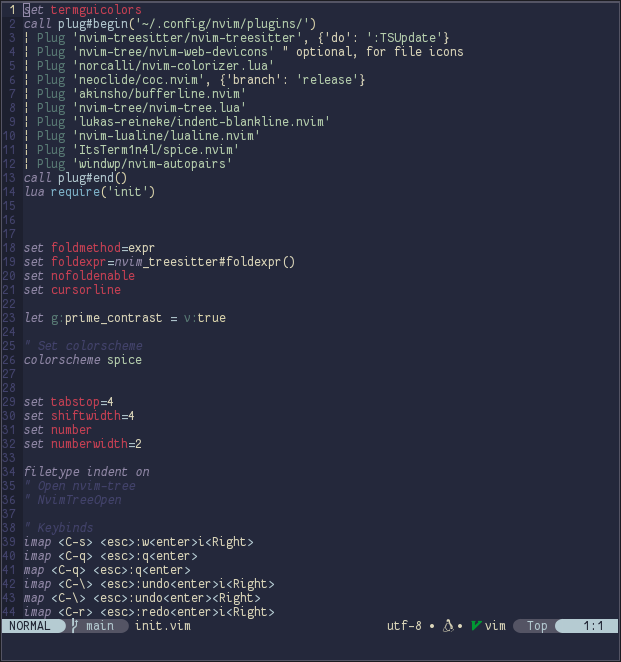 1 set termguicolors
2 call plug#begin('~/.config/nvim/plugins/')
3 ¦ Plug 'nvim-treesitter/nvim-treesitter', {'do': ':TSUpdate'}
4 ¦ Plug 'nvim-tree/nvim-web-devicons' " optional, for file icons
5 ¦ Plug 'norcalli/nvim-colorizer.lua'
6 ¦ Plug 'neoclide/coc.nvim', {'branch': 'release'}
7 ¦ Plug 'akinsho/bufferline.nvim'
8 ¦ Plug 'nvim-tree/nvim-tree.lua'
9 ¦ Plug 'lukas-reineke/indent-blankline.nvim'
10 ¦ Plug 'nvim-lualine/lualine.nvim'
11 ¦ Plug 'ItsTerm1n4l/spice.nvim'
12 ¦ Plug 'windwp/nvim-autopairs'
13 call plug#end()
14 lua require('init')
15
16
17
18 set foldmethod=expr
19 set foldexpr=nvim_treesitter#foldexpr()
20 set nofoldenable
21 set cursorline
22
23 let g:prime_contrast = v:true
24
25 " Set colorscheme
26 colorscheme spice
27
28
29 set tabstop=4
30 set shiftwidth=4
31 set number
32 set numberwidth=2
33
34 filetype indent on
35 " Open nvim-tree
36 " NvimTreeOpen
37
38 " Keybinds
39 imap <C-s> <esc>:w<enter>i<Right>
40 imap <C-q> <esc>:q<enter>
41 map <C-q> <esc>:q<enter>
42 imap <C-\> <esc>:undo<enter>i<Right>
43 map <C-\> <esc>:undo<enter><Right>
44 imap <C-r> <esc>:redo<enter>i<Right>
NORMAL main init.vim utf-8 • • vim Top 1:1